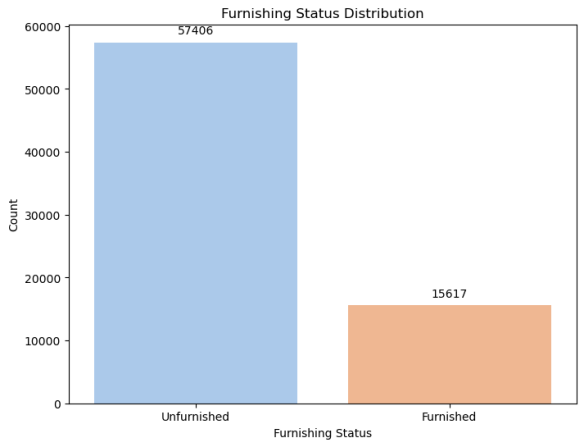 Furnishing Status Distribution
60000
57406
50000
40000
30000
20000
15617
10000
0
Count
Unfurnished
Furnished
Furnishing Status